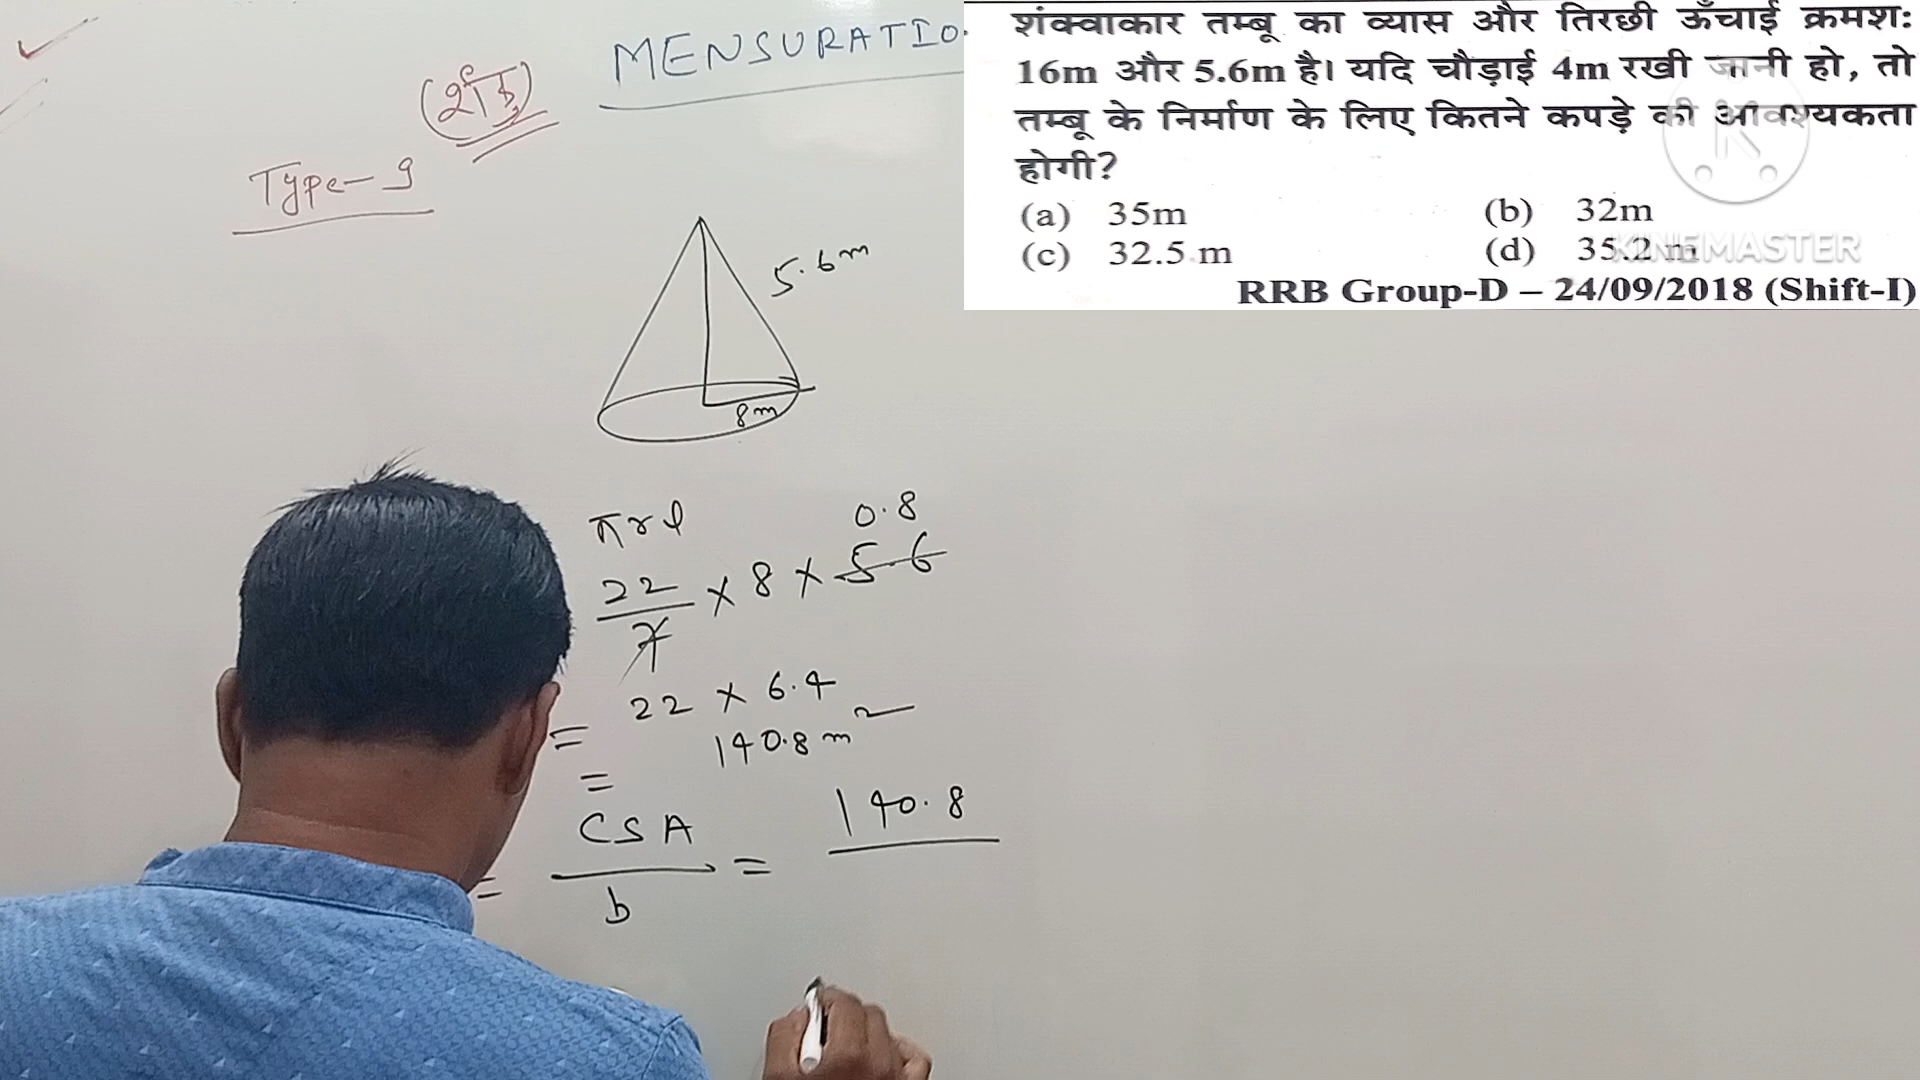 MENSURATIO
(शंकु)
Type-9
शंक्वाकार तम्बू का व्यास और तिरछी ऊँचाई क्रमश:
16m और 5.6m है। यदि चौड़ाई 4m रखी जानी हो, तो
तम्बू के निर्माण के लिए कितने कपड़े की आवश्यकता
होगी?
(a) 35m (b) 32m
(c) 32.5 m (d) 35.2 m
RRB Group-D – 24/09/2018 (Shift-I)
KINEMASTER
5.6m
8m
πrl
0.8
22/7 × 8 × 5.6
= 22 × 6.4
= 140.8 m²
= CSA/b = 140.8